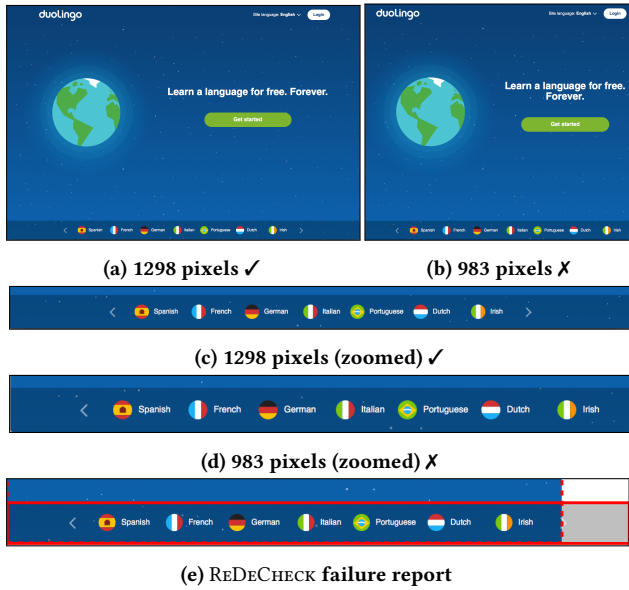 duolingo Site language: English Login
Learn a language for free. Forever.
Get started
Spanish French German Italian Portuguese Dutch Irish
(a) 1298 pixels ✓
duolingo Site language: English Login
Learn a language for free.
Forever.
Get started
Spanish French German Italian Portuguese Dutch Irish
(b) 983 pixels ✗
Spanish French German Italian Portuguese Dutch Irish
(c) 1298 pixels (zoomed) ✓
Spanish French German Italian Portuguese Dutch Irish
(d) 983 pixels (zoomed) ✗
Spanish French German Italian Portuguese Dutch Irish
(e) REDECHECK failure report